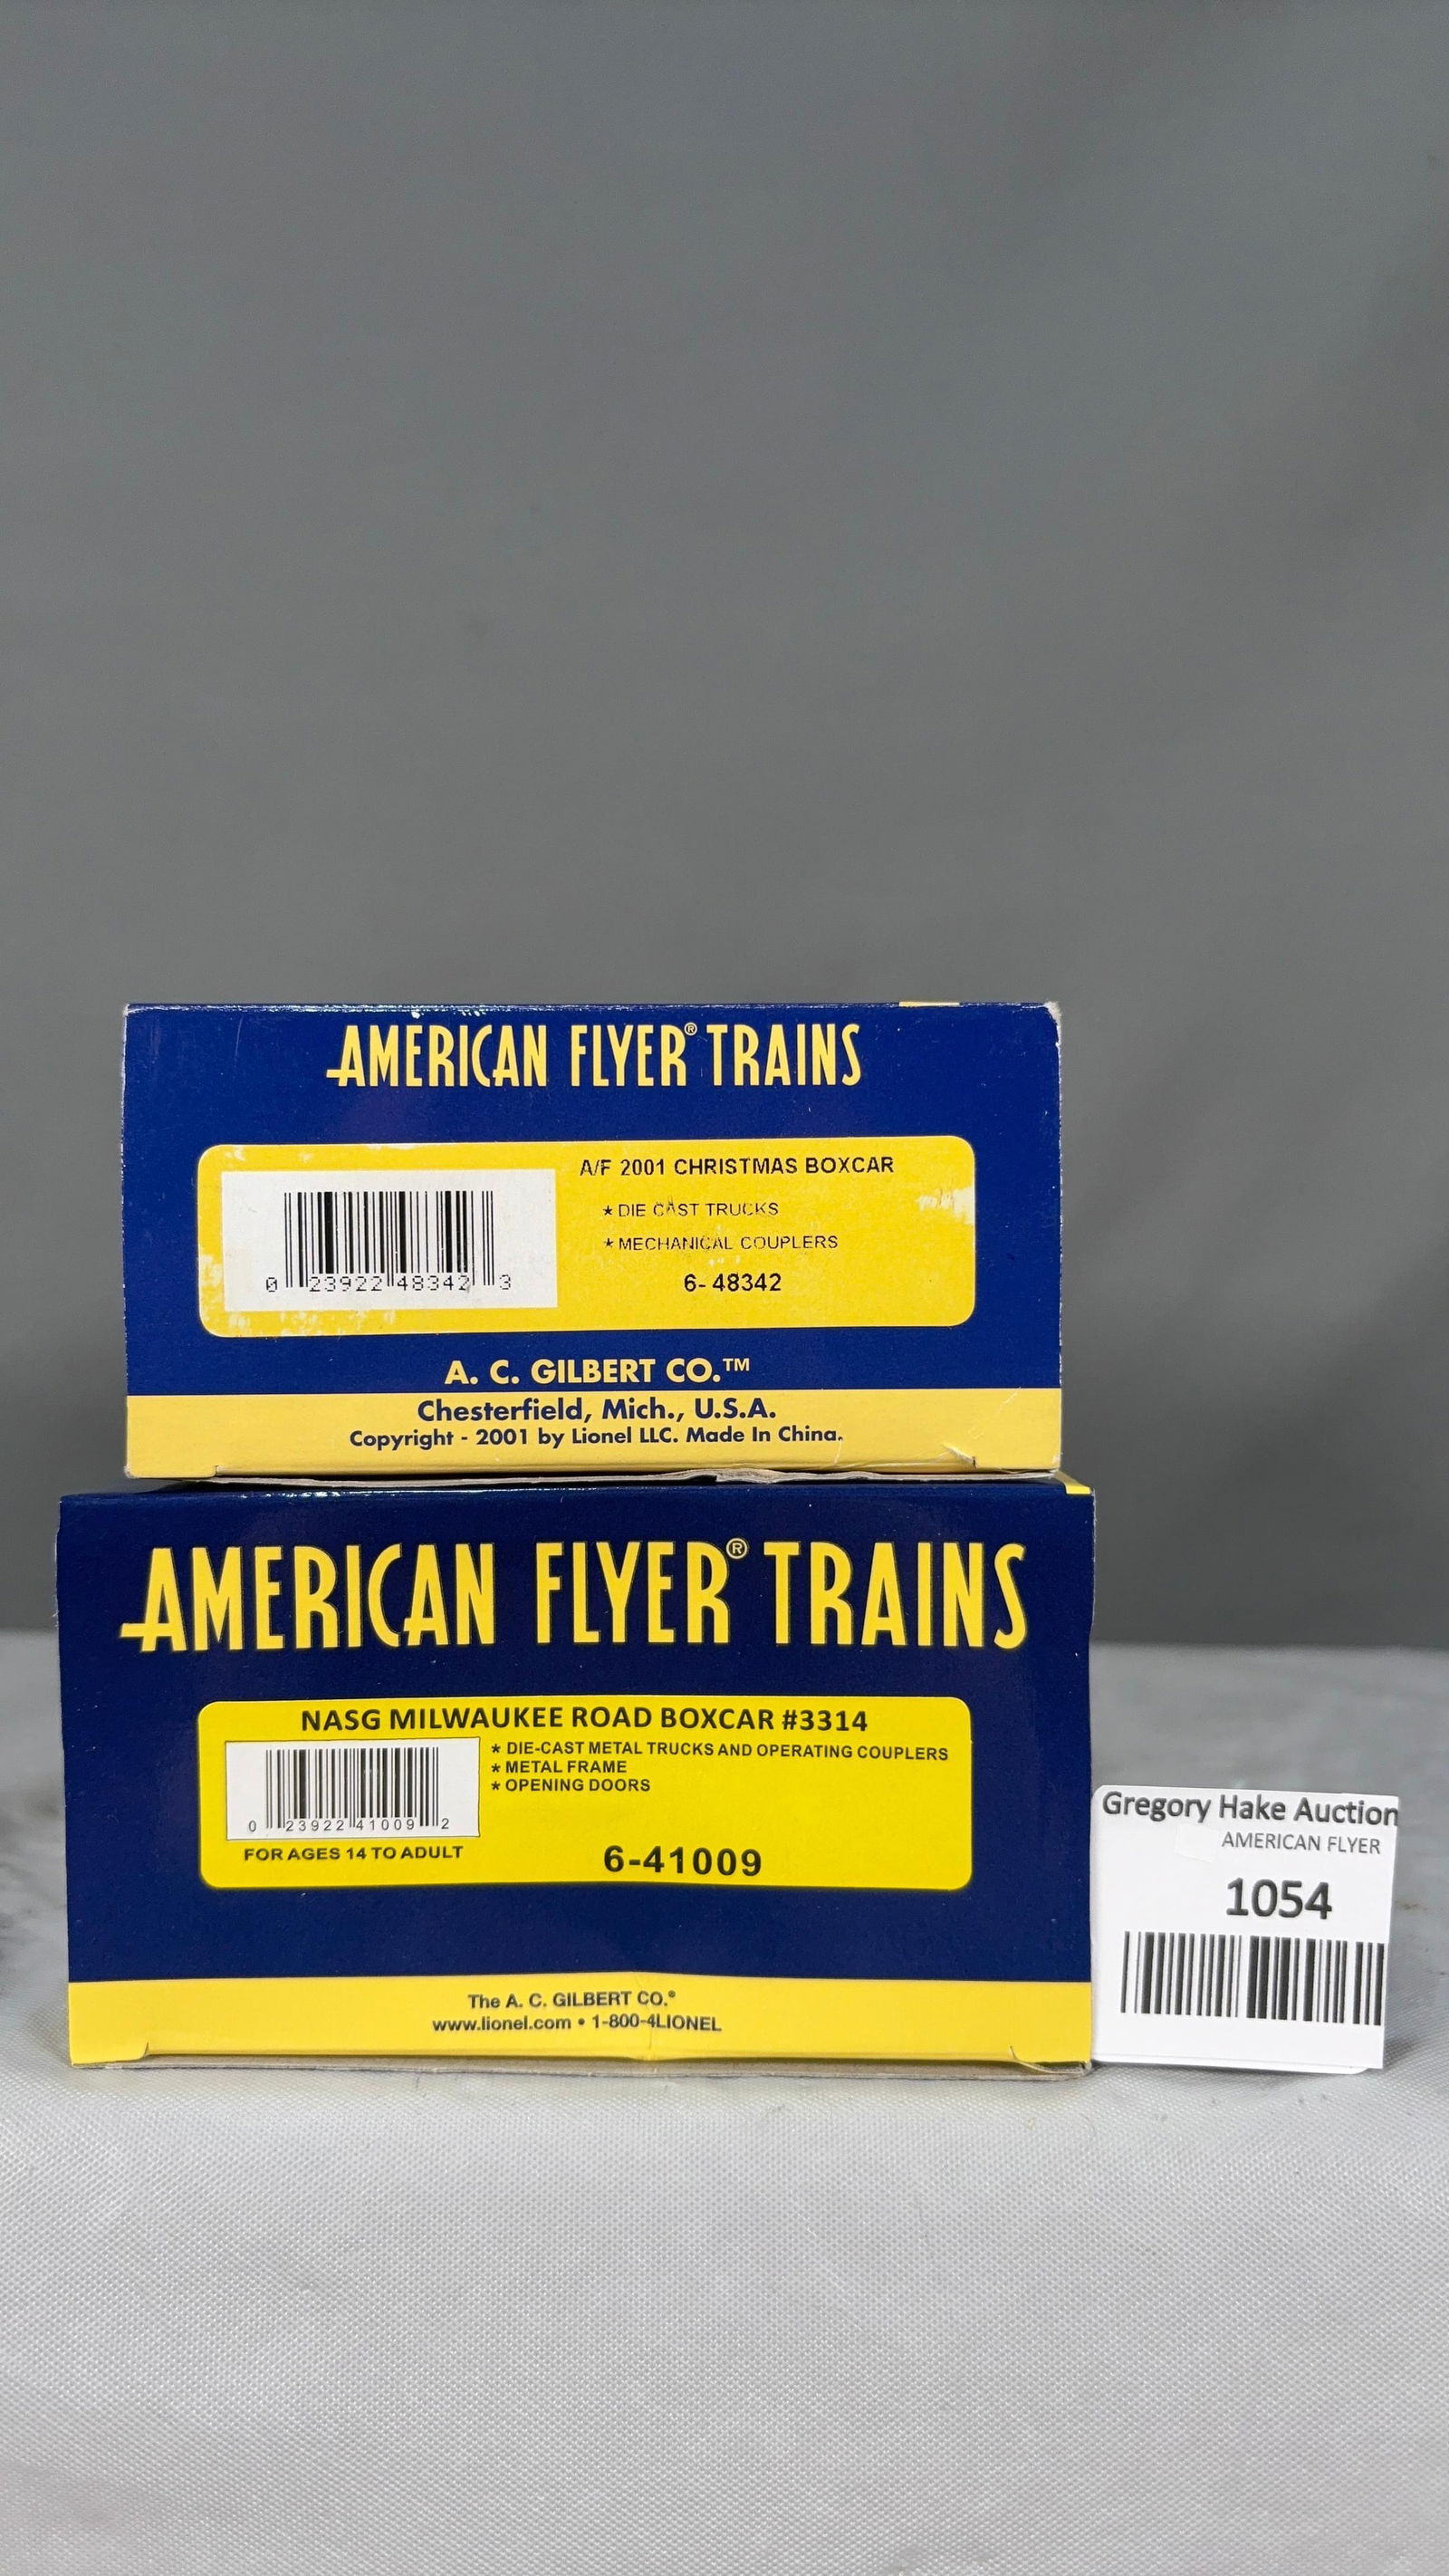 AMERICAN FLYER® TRAINS
A/F 2001 CHRISTMAS BOXCAR
* DIE CAST TRUCKS
* MECHANICAL COUPLERS
6-48342
0 23922 48342 3
A. C. GILBERT CO.™
Chesterfield, Mich., U.S.A.
Copyright - 2001 by Lionel LLC. Made In China.
AMERICAN FLYER® TRAINS
NASG MILWAUKEE ROAD BOXCAR #3314
* DIE-CAST METAL TRUCKS AND OPERATING COUPLERS
* METAL FRAME
* OPENING DOORS
0 23922 41009 2
FOR AGES 14 TO ADULT
6-41009
The A. C. GILBERT CO.®
www.lionel.com • 1-800-4LIONEL
Gregory Hake Auction
AMERICAN FLYER
1054